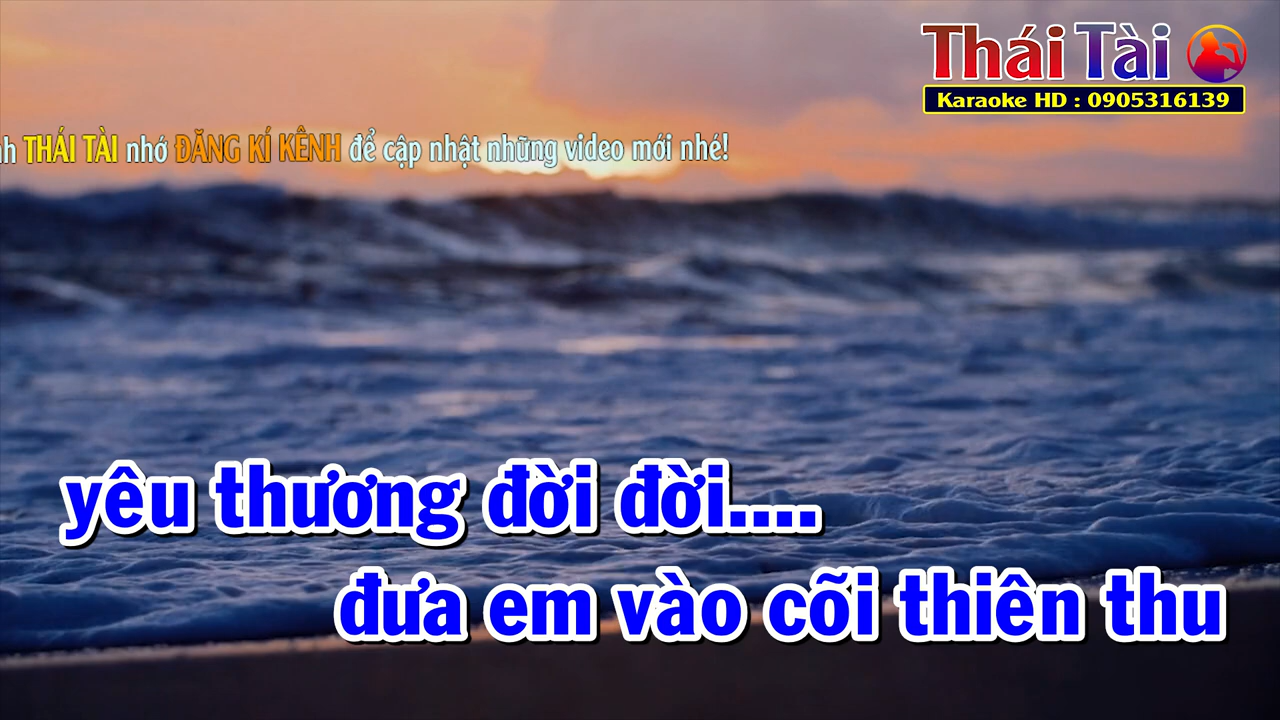 Thái Tài
Karaoke HD : 0905316139
THÁI TÀI nhớ ĐĂNG KÍ KÊNH để cập nhật những video mới nhé!
yêu thương đời đời....
đưa em vào cõi thiên thu